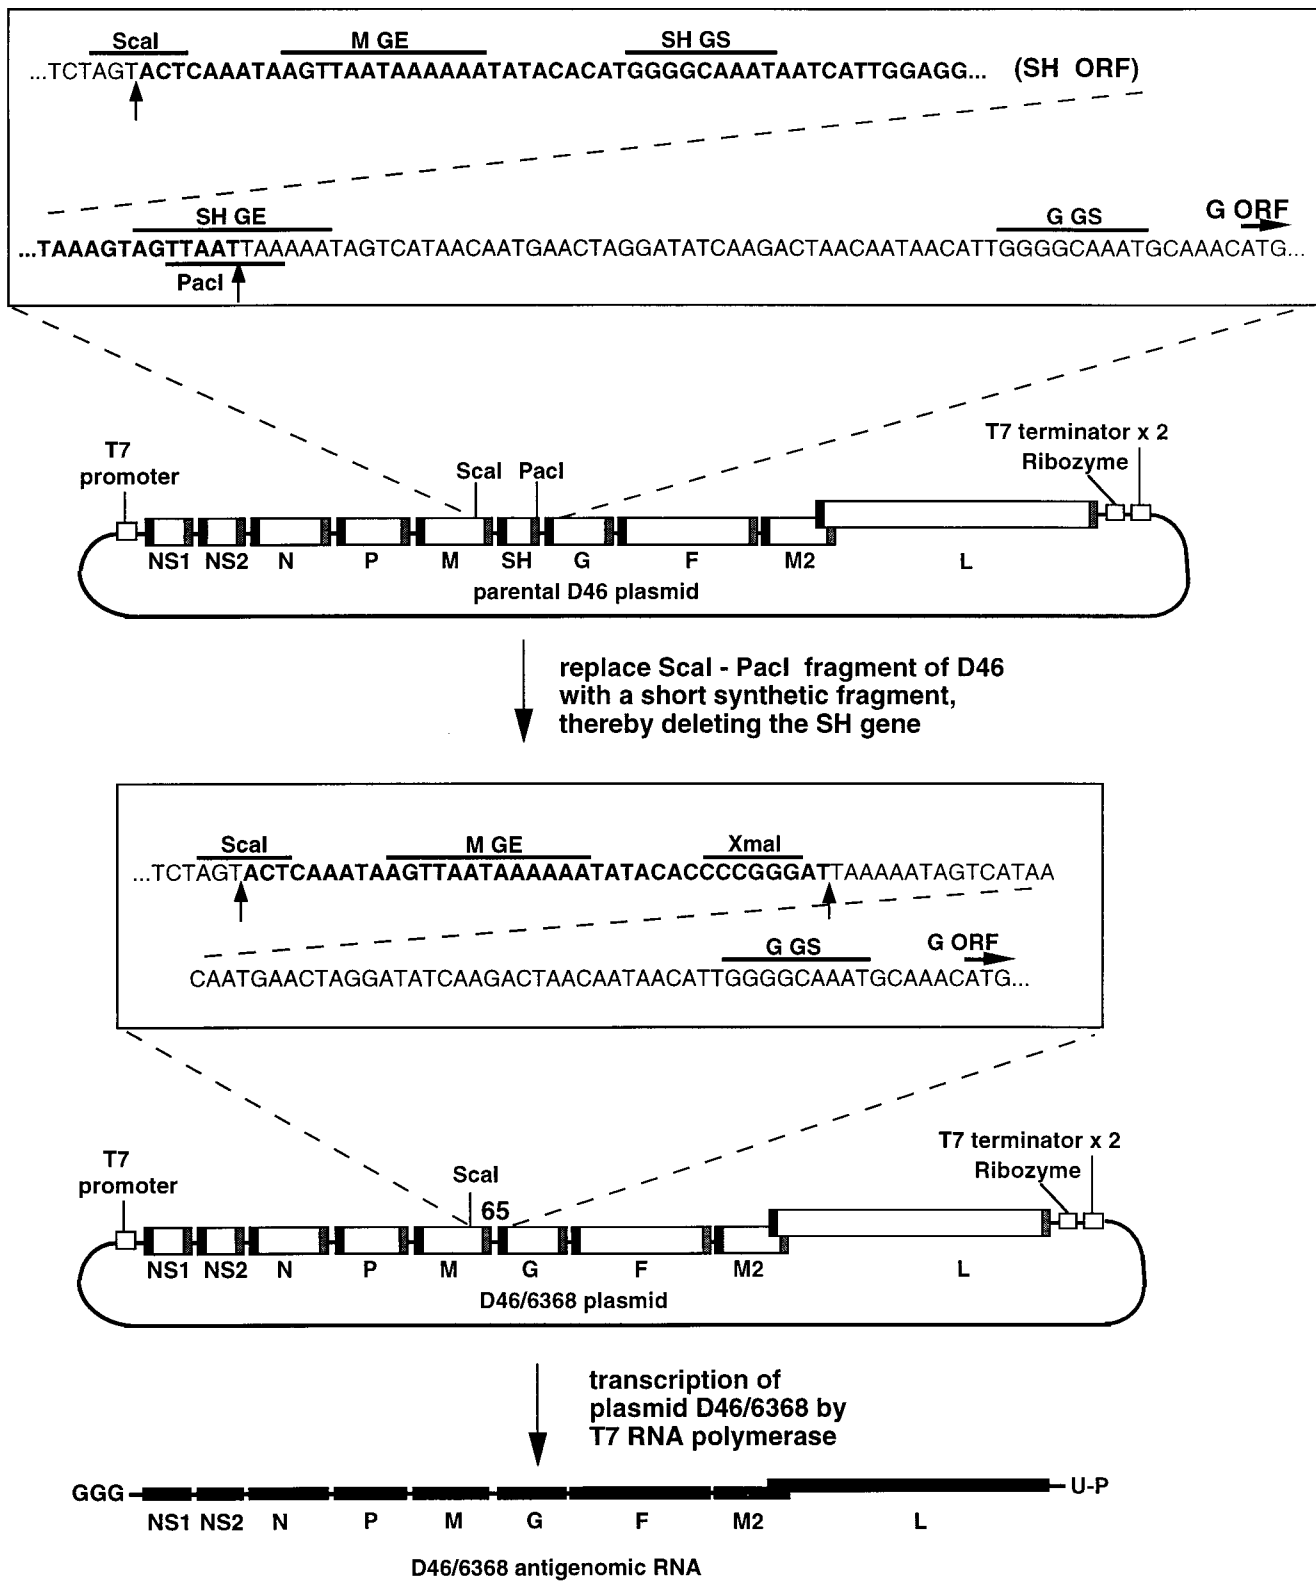 ScaI M GE SH GS
...TCTAGTACTCAAATAAGTTAATAAAAAATATACACATGGGGCAAATAATCATTGGAGG... (SH ORF)
SH GE G GS G ORF
...TAAAGTAGTTAATTAAAAATAGTCATAACAATGAACTAGGATATCAAGACTAACAATAACATTGGGGCAAATGCAAACATG...
PacI
T7 promoter
ScaI PacI
T7 terminator x 2
Ribozyme
NS1 NS2 N P M SH G F M2 L
parental D46 plasmid
replace ScaI - PacI fragment of D46
with a short synthetic fragment,
thereby deleting the SH gene
ScaI M GE XmaI
...TCTAGTACTCAAATAAGTTAATAAAAAATATACACCCCGGGATTAAAAATAGTCATAA
G GS G ORF
CAATGAACTAGGATATCAAGACTAACAATAACATTGGGGCAAATGCAAACATG...
T7 promoter
ScaI
65
T7 terminator x 2
Ribozyme
NS1 NS2 N P M G F M2 L
D46/6368 plasmid
transcription of
plasmid D46/6368 by
T7 RNA polymerase
GGG U-P
NS1 NS2 N P M G F M2 L
D46/6368 antigenomic RNA